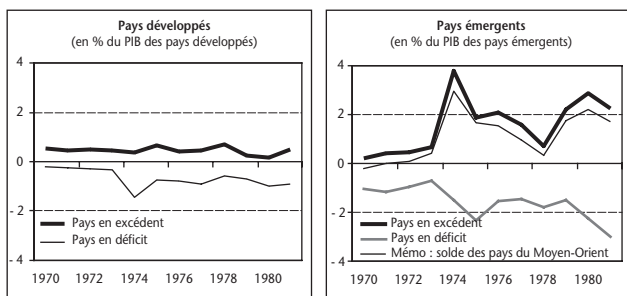 Pays développés
(en % du PIB des pays développés)
4
2
0
- 2
- 4
Pays en excédent
Pays en déficit
1970 1972 1974 1976 1978 1980
Pays émergents
(en % du PIB des pays émergents)
4
2
0
- 2
- 4
Pays en excédent
Pays en déficit
Mémo : solde des pays du Moyen-Orient
1970 1972 1974 1976 1978 1980